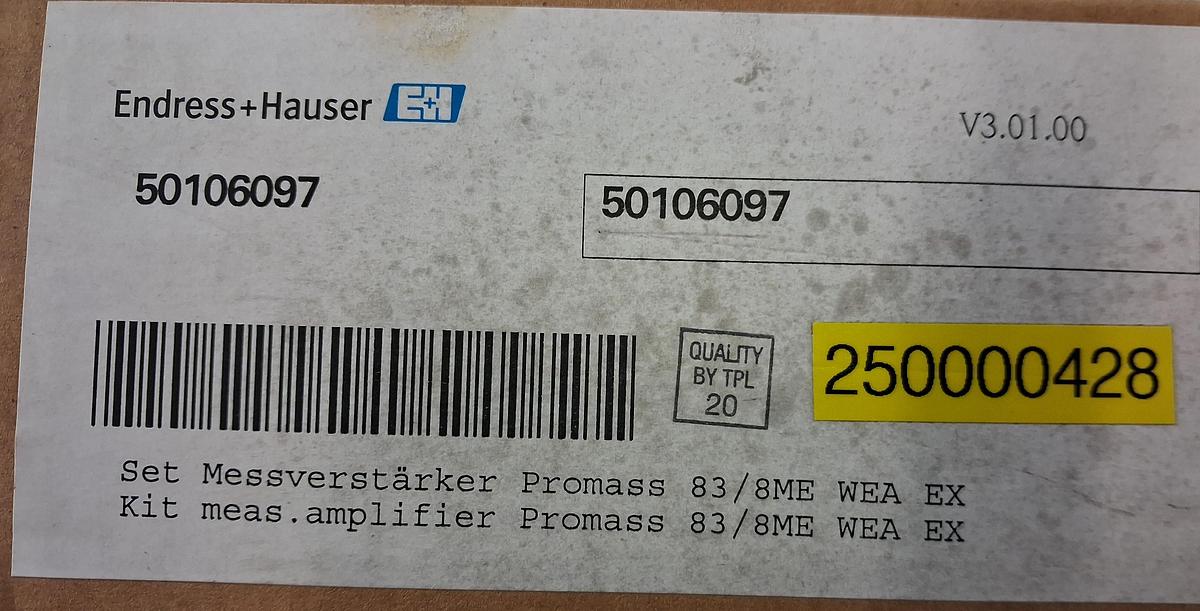 Endress+Hauser E+H
V3.01.00
50106097
50106097
QUALITY
BY TPL
20
250000428
Set Messverstärker Promass 83/8ME WEA EX
Kit meas.amplifier Promass 83/8ME WEA EX